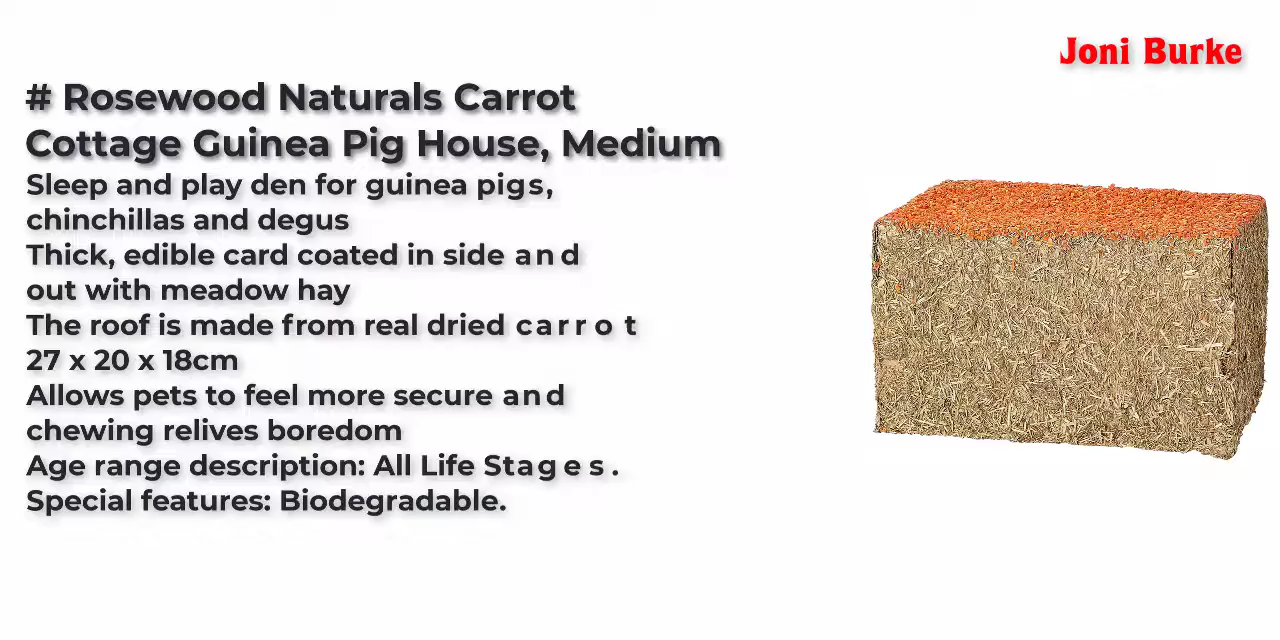 Joni Burke
# Rosewood Naturals Carrot
Cottage Guinea Pig House, Medium
Sleep and play den for guinea pigs,
chinchillas and degus
Thick, edible card coated in side and
out with meadow hay
The roof is made from real dried carrot
27 x 20 x 18cm
Allows pets to feel more secure and
chewing relives boredom
Age range description: All Life Stages.
Special features: Biodegradable.